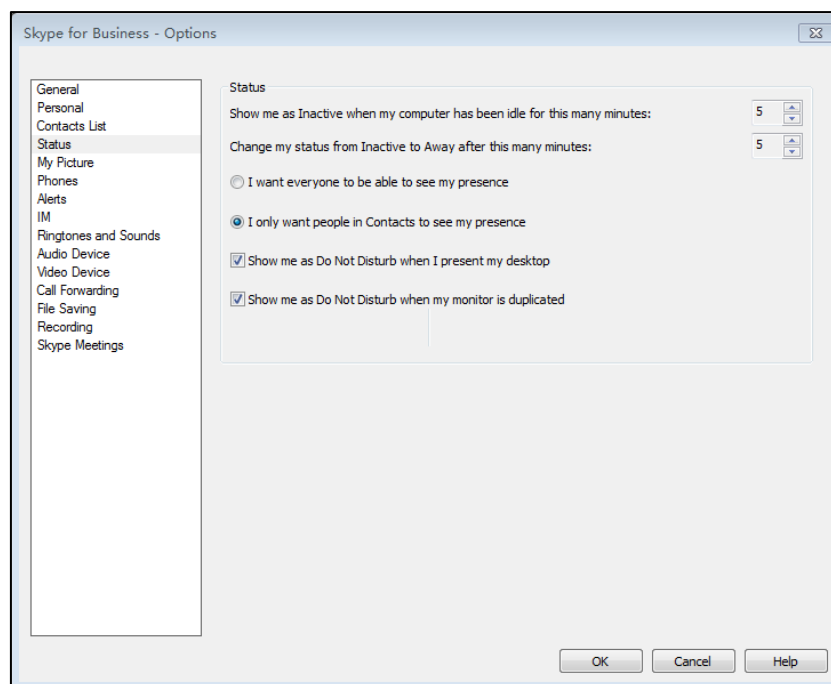 Skype for Business - Options
General
Personal
Contacts List
Status
My Picture
Phones
Alerts
IM
Ringtones and Sounds
Audio Device
Video Device
Call Forwarding
File Saving
Recording
Skype Meetings
Status
Show me as Inactive when my computer has been idle for this many minutes: 5
Change my status from Inactive to Away after this many minutes: 5
I want everyone to be able to see my presence
I only want people in Contacts to see my presence
Show me as Do Not Disturb when I present my desktop
Show me as Do Not Disturb when my monitor is duplicated
OK Cancel Help